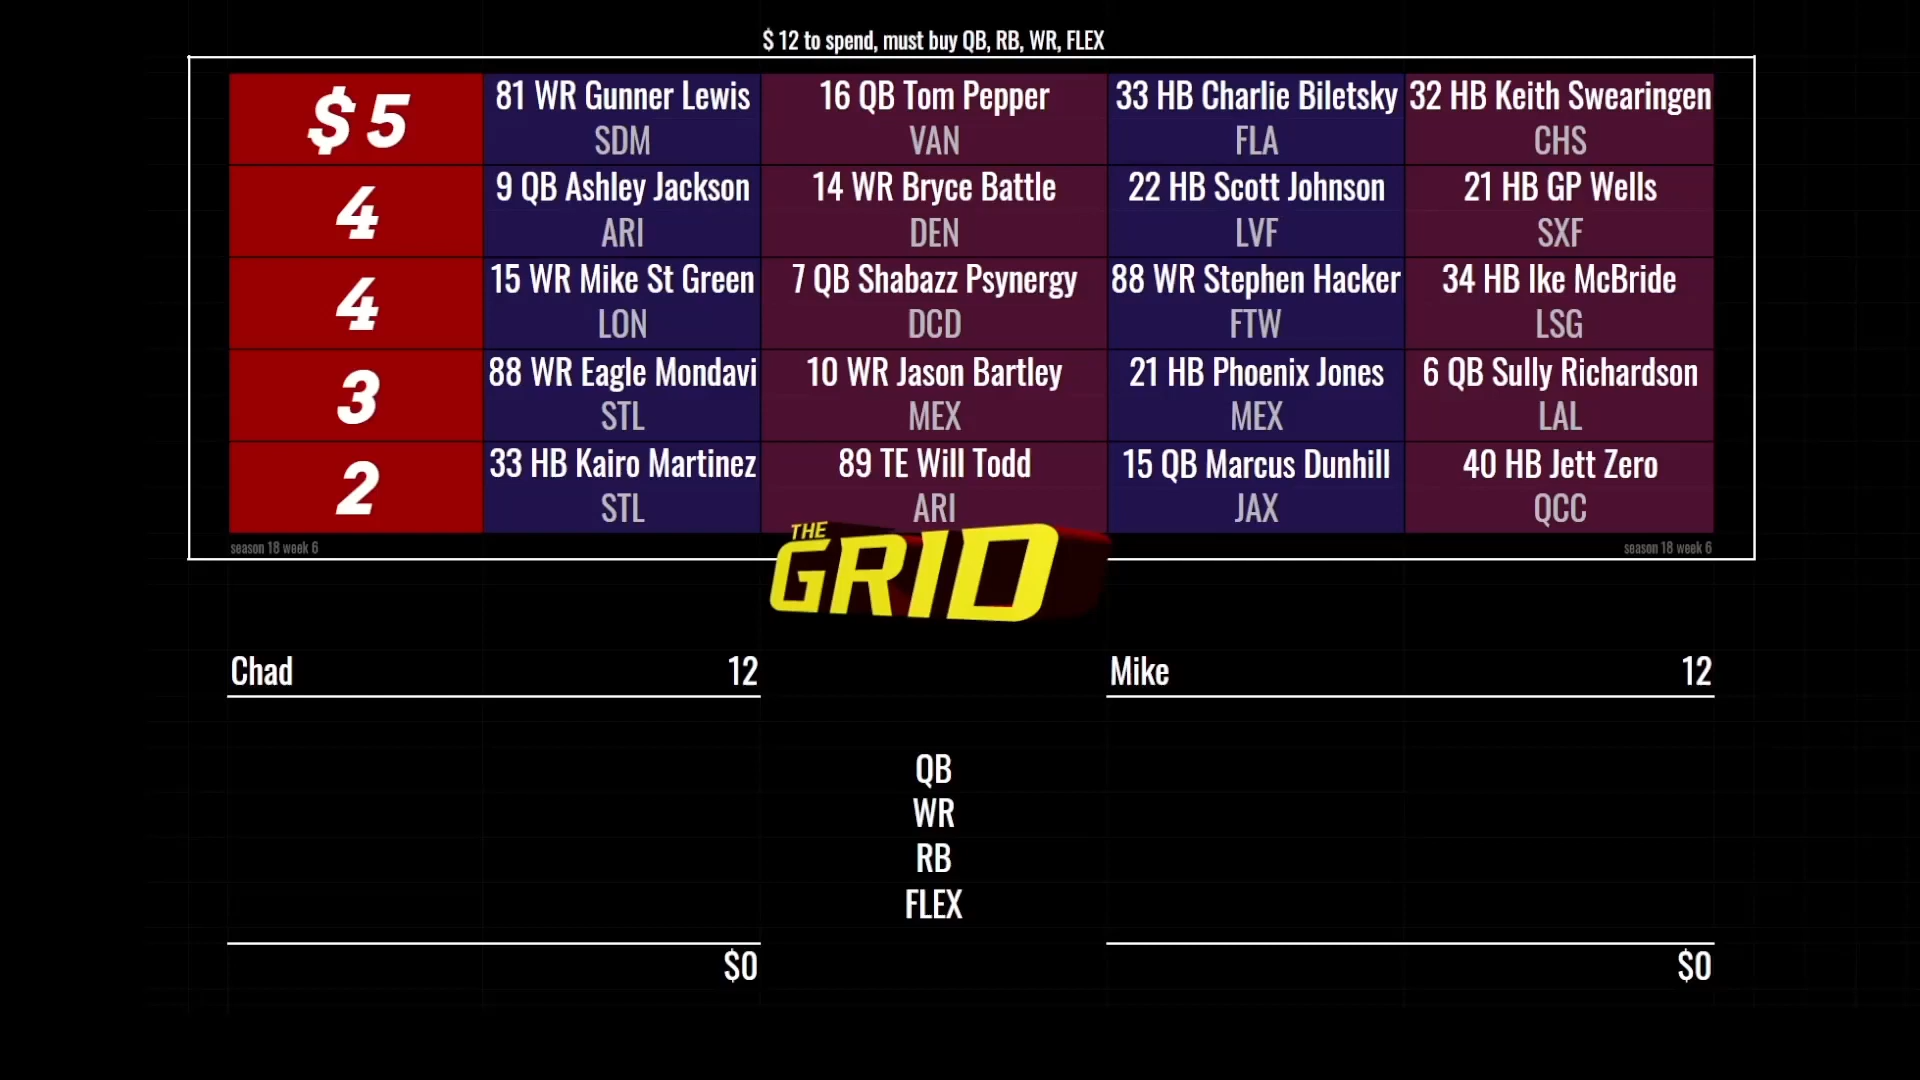 $ 12 to spend, must buy QB, RB, WR, FLEX
$ 5
81 WR Gunner Lewis
SDM
16 QB Tom Pepper
VAN
33 HB Charlie Biletsky
FLA
32 HB Keith Swearingen
CHS
4
9 QB Ashley Jackson
ARI
14 WR Bryce Battle
DEN
22 HB Scott Johnson
LVF
21 HB GP Wells
SXF
4
15 WR Mike St Green
LON
7 QB Shabazz Psynergy
DCD
88 WR Stephen Hacker
FTW
34 HB Ike McBride
LSG
3
88 WR Eagle Mondavi
STL
10 WR Jason Bartley
MEX
21 HB Phoenix Jones
MEX
6 QB Sully Richardson
LAL
2
33 HB Kairo Martinez
STL
89 TE Will Todd
ARI
15 QB Marcus Dunhill
JAX
40 HB Jett Zero
QCC
season 18 week 6
season 18 week 6
THE
GRID
Chad 12
Mike 12
QB
WR
RB
FLEX
$0
$0